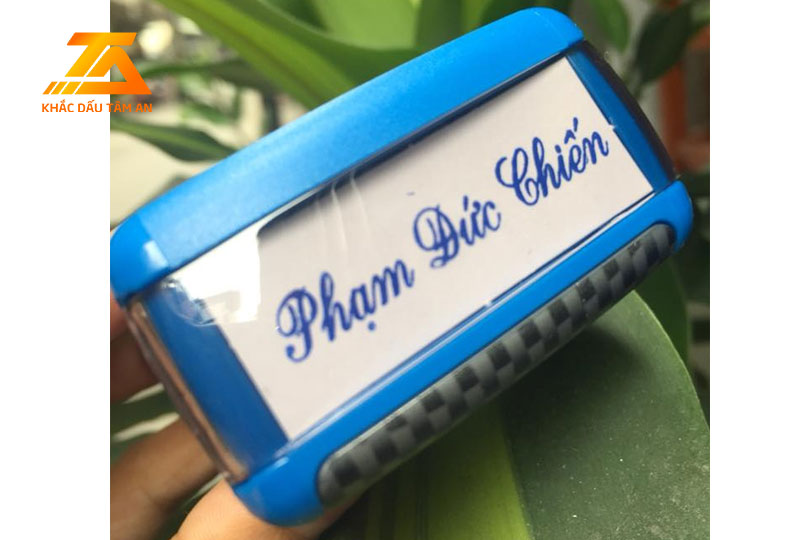 KHẮC DẤU TÂM AN
Phạm Đức Chiến